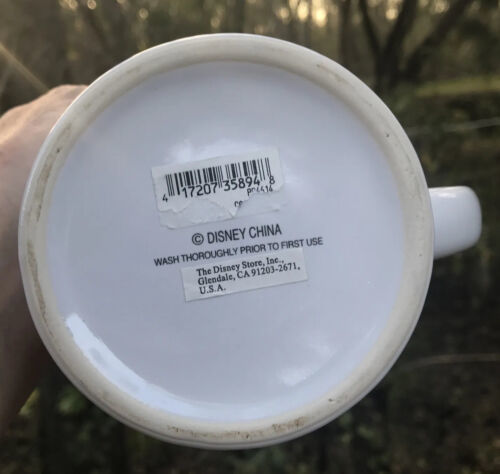 4 17207 35894 8
© DISNEY CHINA
WASH THOROUGHLY PRIOR TO FIRST USE
The Disney Store, Inc.,
Glendale, CA 91203-2671,
U.S.A.